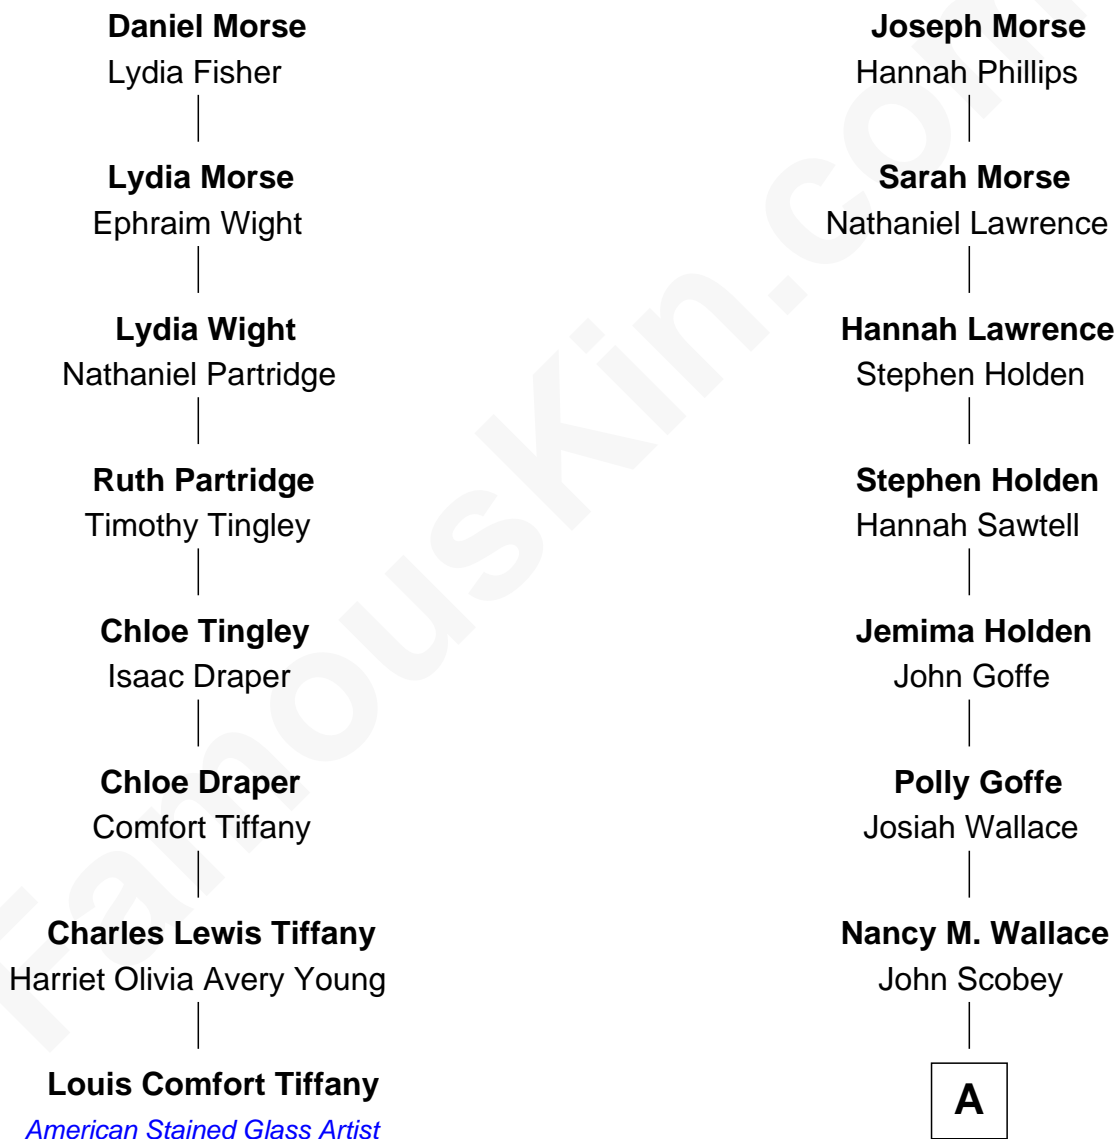 Daniel Morse
Lydia Fisher
Lydia Morse
Ephraim Wight
Lydia Wight
Nathaniel Partridge
Ruth Partridge
Timothy Tingley
Chloe Tingley
Isaac Draper
Chloe Draper
Comfort Tiffany
Charles Lewis Tiffany
Harriet Olivia Avery Young
Louis Comfort Tiffany
American Stained Glass Artist
Joseph Morse
Hannah Phillips
Sarah Morse
Nathaniel Lawrence
Hannah Lawrence
Stephen Holden
Stephen Holden
Hannah Sawtell
Jemima Holden
John Goffe
Polly Goffe
Josiah Wallace
Nancy M. Wallace
John Scobey
A
FamousKin.com